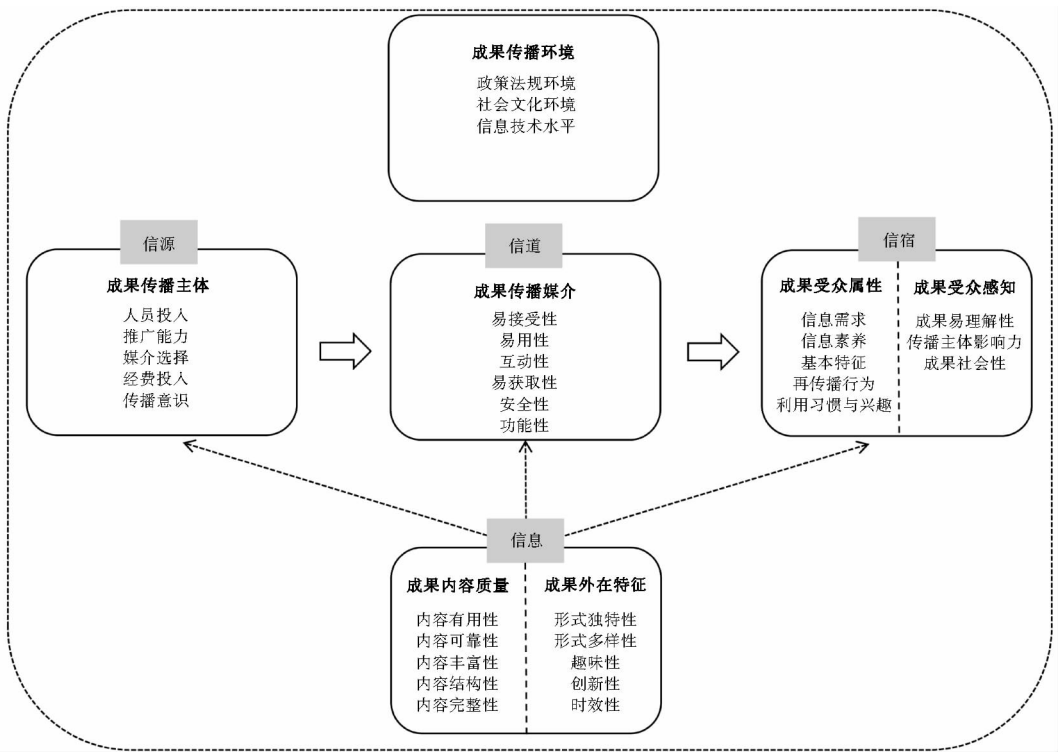 成果传播环境
政策法规环境
社会文化环境
信息技术水平
信源
成果传播主体
人员投入
推广能力
媒介选择
经费投入
传播意识
信道
成果传播媒介
易接受性
易用性
互动性
易获取性
安全性
功能性
信宿
成果受众属性
信息需求
信息素养
基本特征
再传播行为
利用习惯与兴趣
成果受众感知
成果易理解性
传播主体影响力
成果社会性
信息
成果内容质量
内容有用性
内容可靠性
内容丰富性
内容结构性
内容完整性
成果外在特征
形式独特性
形式多样性
趣味性
创新性
时效性